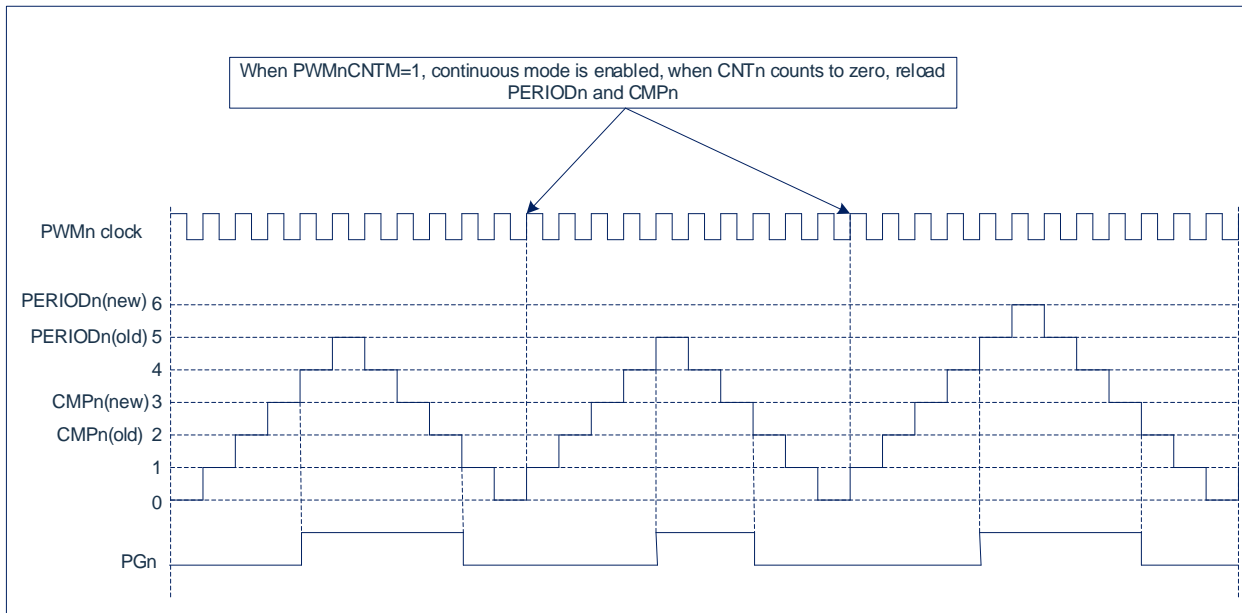 When PWMnCNTM=1, continuous mode is enabled, when CNTn counts to zero, reload
PERIODn and CMPn
PWMn clock
PERIODn(new) 6
PERIODn(old) 5
4
CMPn(new) 3
CMPn(old) 2
1
0
PGn